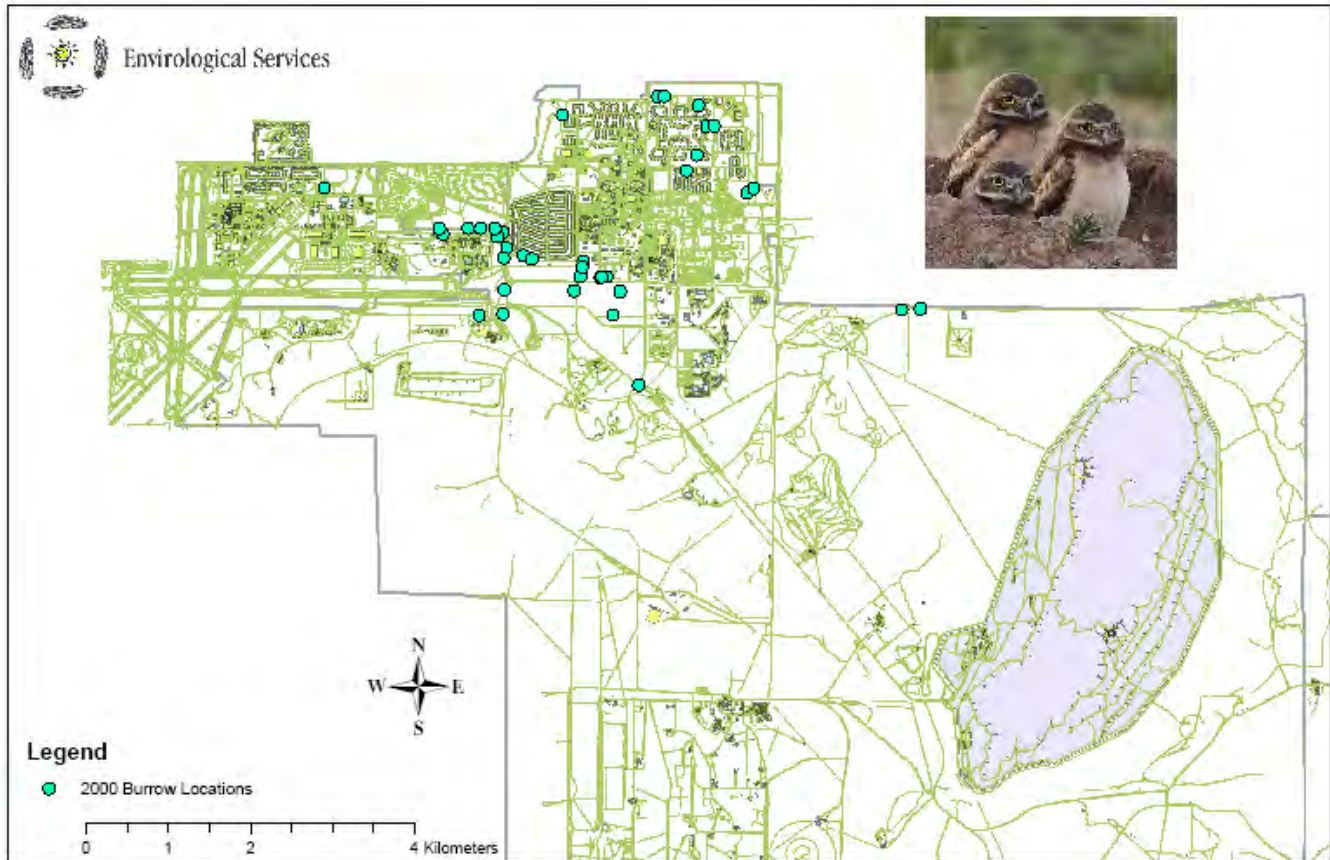 Envirological Services
N
W E
S
Legend
2000 Burrow Locations
0 1 2 4 Kilometers